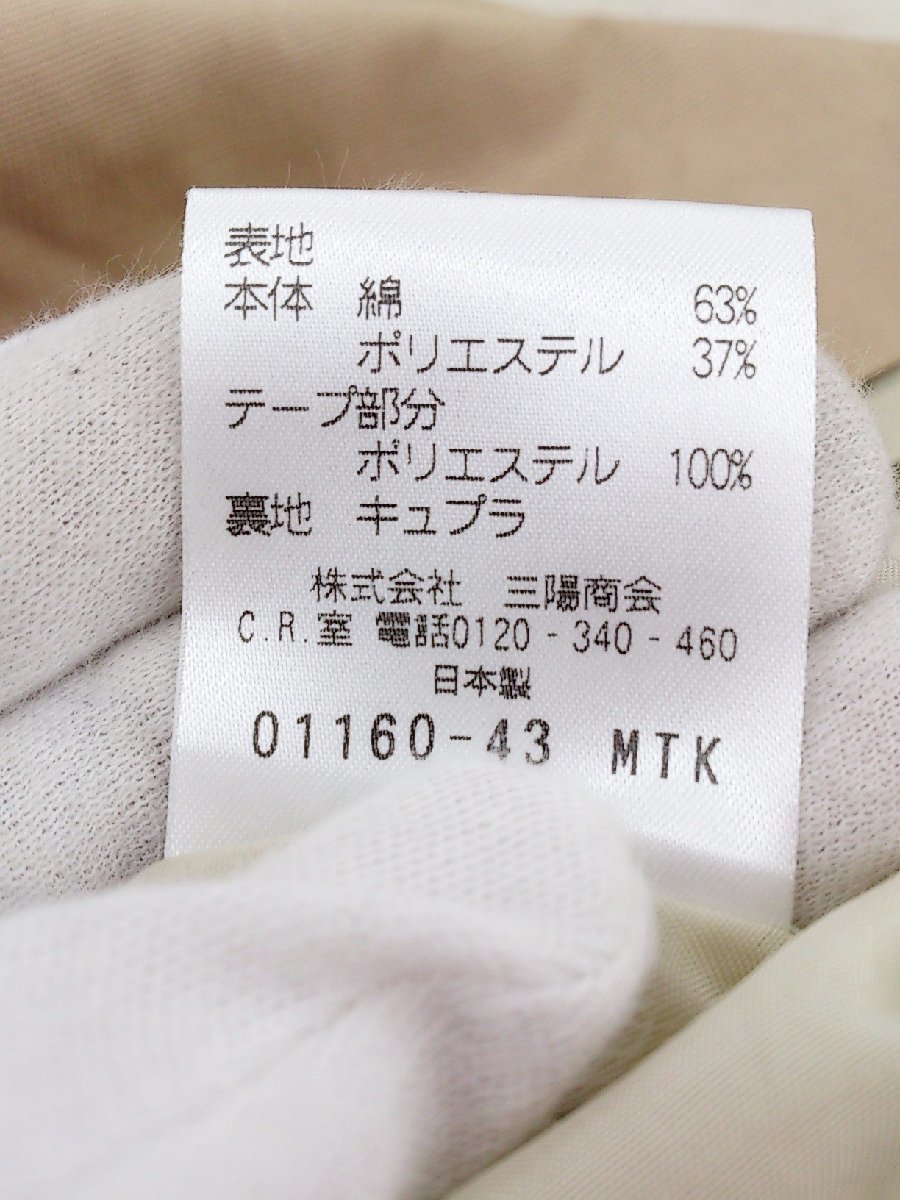 表地
本体 綿 63%
ポリエステル 37%
テープ部分
ポリエステル 100%
裏地 キュプラ
株式会社 三陽商会
C.R.室 電話0120-340-460
日本製
01160-43 MTK